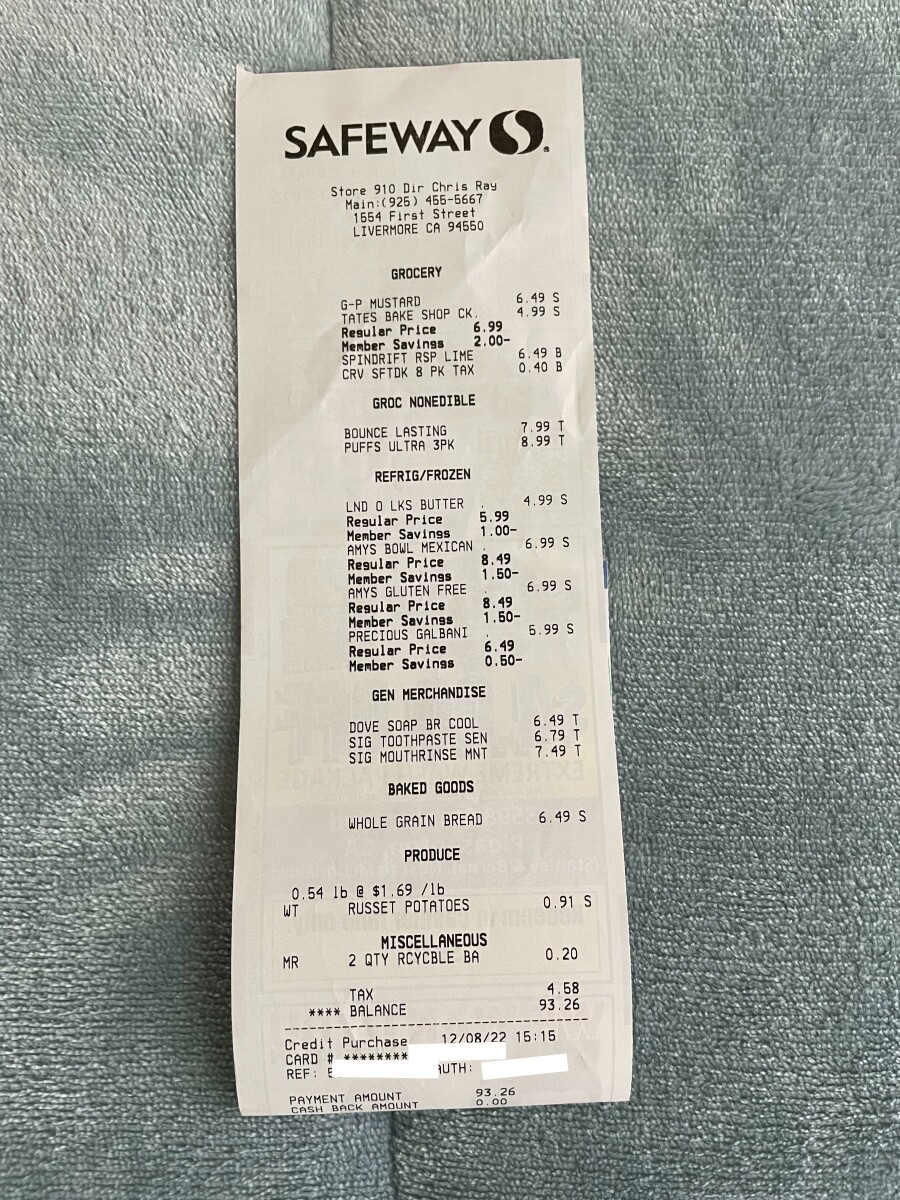 SAFEWAY
Store 910 Dir Chris Ray
Main:(925) 455-5667
1554 First Street
LIVERMORE CA 94550
GROCERY
G-P MUSTARD 6.49 S
TATES BAKE SHOP CK. 4.99 S
Regular Price 6.99
Member Savings 2.00-
SPINDRIFT RSP LIME 6.49 B
CRV SFTDK 8 PK TAX 0.40 B
GROC NONEDIBLE
BOUNCE LASTING 7.99 T
PUFFS ULTRA 3PK 8.99 T
REFRIG/FROZEN
LND O LKS BUTTER . 4.99 S
Regular Price 5.99
Member Savings 1.00-
AMYS BOWL MEXICAN . 6.99 S
Regular Price 8.49
Member Savings 1.50-
AMYS GLUTEN FREE . 6.99 S
Regular Price 8.49
Member Savings 1.50-
PRECIOUS GALBANI . 5.99 S
Regular Price 6.49
Member Savings 0.50-
GEN MERCHANDISE
DOVE SOAP BR COOL 6.49 T
SIG TOOTHPASTE SEN 6.79 T
SIG MOUTHRINSE MNT 7.49 T
BAKED GOODS
WHOLE GRAIN BREAD 6.49 S
PRODUCE
0.54 lb @ $1.69 /lb
WT RUSSET POTATOES 0.91 S
MISCELLANEOUS
MR 2 QTY RCYCBLE BA 0.20
TAX 4.58
**** BALANCE 93.26
Credit Purchase 12/08/22 15:15
CARD # ********
REF: AUTH:
PAYMENT AMOUNT 93.26
CASH BACK AMOUNT 0.00